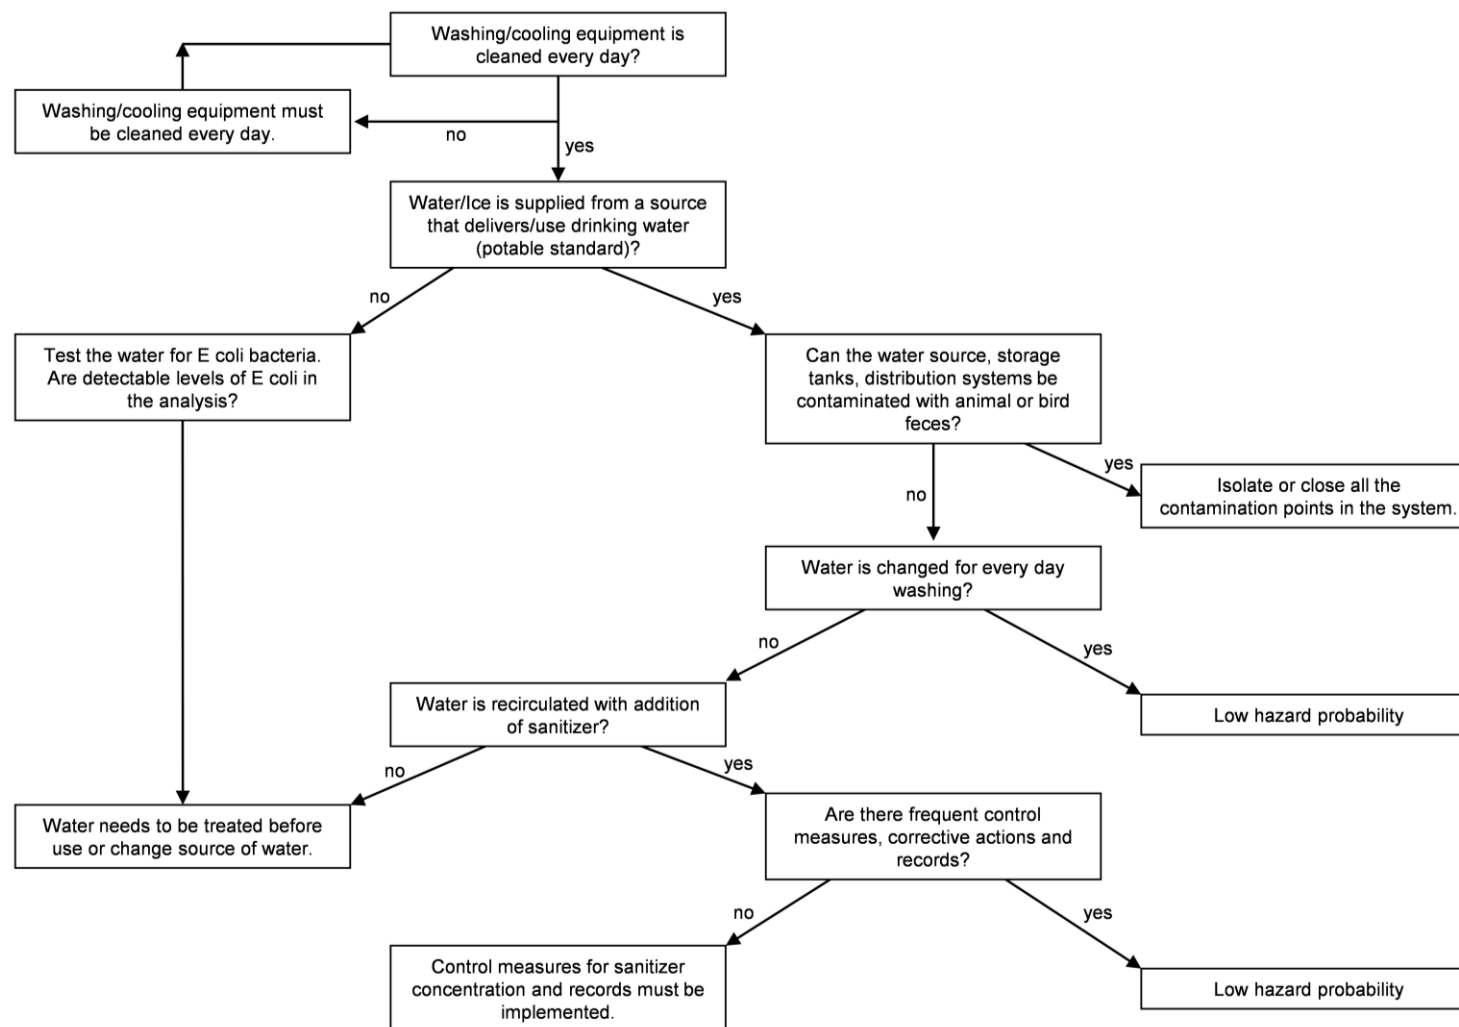 Washing/cooling equipment is
cleaned every day?
Washing/cooling equipment must
be cleaned every day.
no
yes
Water/Ice is supplied from a source
that delivers/use drinking water
(potable standard)?
no
yes
Test the water for E coli bacteria.
Are detectable levels of E coli in
the analysis?
Can the water source, storage
tanks, distribution systems be
contaminated with animal or bird
feces?
yes
Isolate or close all the
contamination points in the system.
no
Water is changed for every day
washing?
no
yes
Water is recirculated with addition
of sanitizer?
Low hazard probability
no
yes
Water needs to be treated before
use or change source of water.
Are there frequent control
measures, corrective actions and
records?
no
yes
Control measures for sanitizer
concentration and records must be
implemented.
Low hazard probability